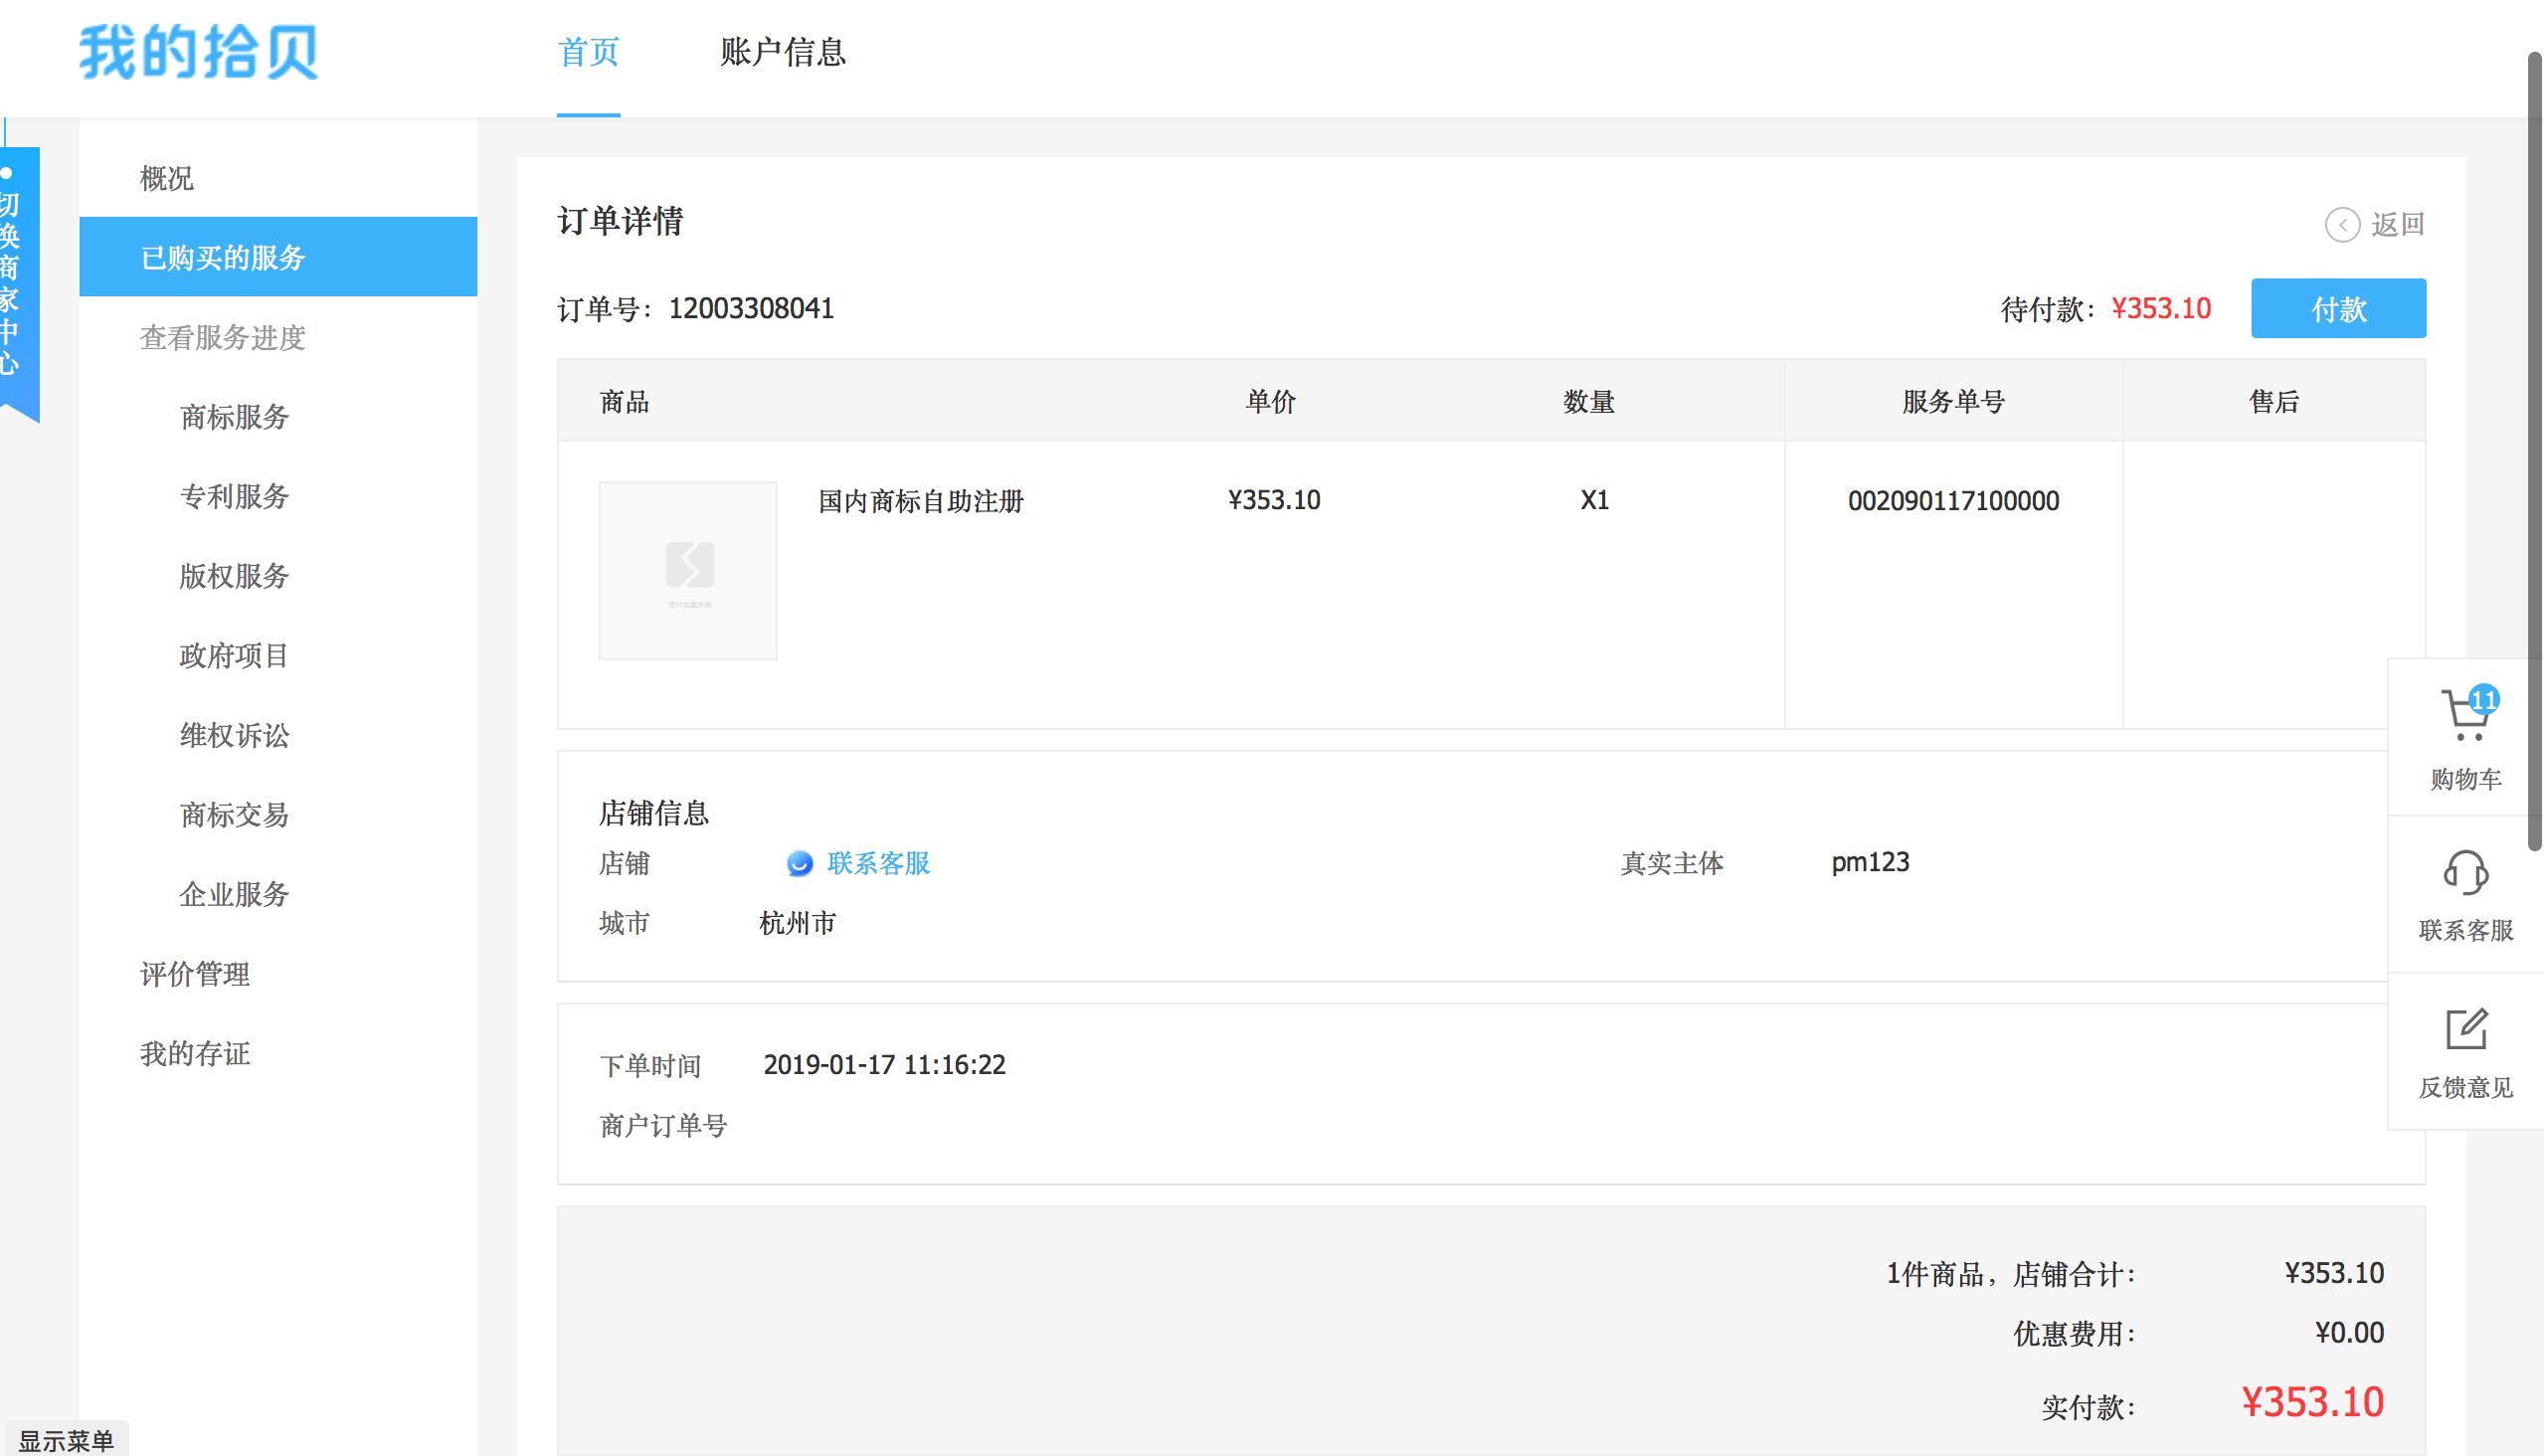 我的拾贝
首页
账户信息
切换商家中心
概况
已购买的服务
查看服务进度
商标服务
专利服务
版权服务
政府项目
维权诉讼
商标交易
企业服务
评价管理
我的存证
订单详情
返回
订单号：12003308041
待付款：¥353.10
付款
商品 单价 数量 服务单号 售后
国内商标自助注册 ¥353.10 X1 002090117100000
店铺信息
店铺 联系客服 真实主体 pm123
城市 杭州市
下单时间 2019-01-17 11:16:22
商户订单号
1件商品，店铺合计： ¥353.10
优惠费用： ¥0.00
实付款： ¥353.10
11
购物车
联系客服
反馈意见
显示菜单